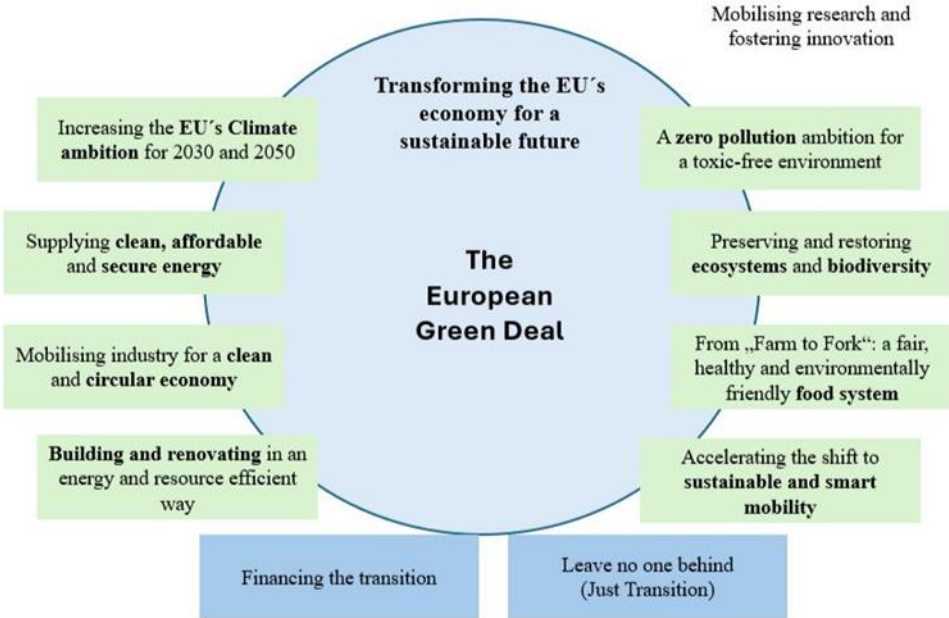 Mobilising research and
fostering innovation
Transforming the EU´s
economy for a
sustainable future
Increasing the EU´s Climate
ambition for 2030 and 2050
A zero pollution ambition for
a toxic-free environment
Supplying clean, affordable
and secure energy
Preserving and restoring
ecosystems and biodiversity
The
European
Green Deal
Mobilising industry for a clean
and circular economy
From „Farm to Fork“: a fair,
healthy and environmentally
friendly food system
Building and renovating in an
energy and resource efficient
way
Accelerating the shift to
sustainable and smart
mobility
Financing the transition
Leave no one behind
(Just Transition)